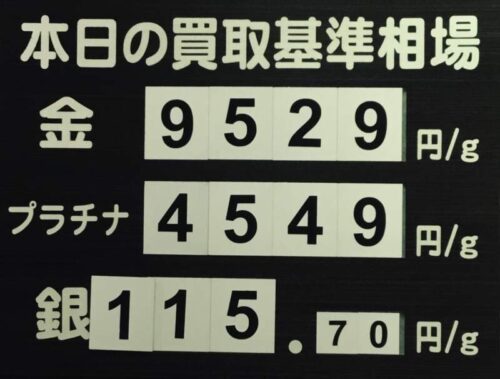 本日の買取基準相場
金 9529 円/g
プラチナ 4549 円/g
銀 115.70 円/g